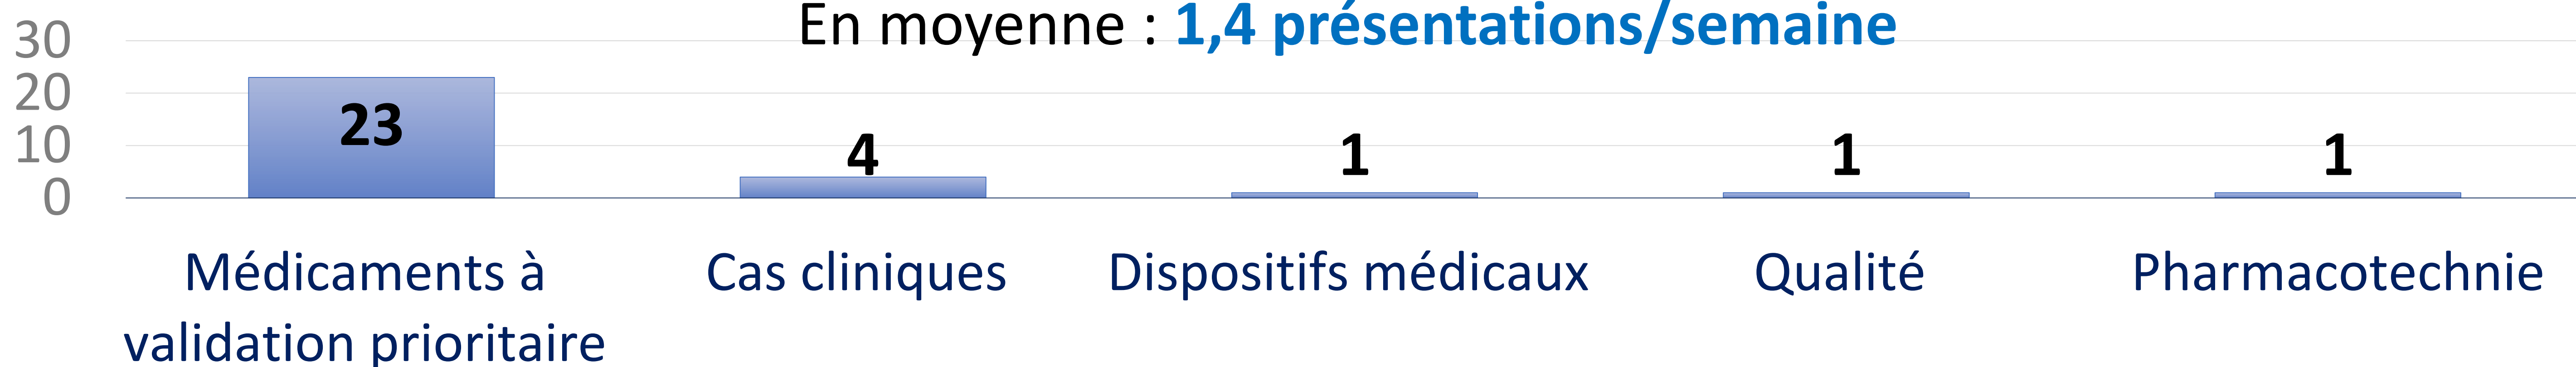 En moyenne : 1,4 présentations/semaine
30
20
10
0
23
4
1
1
1
Médicaments à
validation prioritaire
Cas cliniques
Dispositifs médicaux
Qualité
Pharmacotechnie